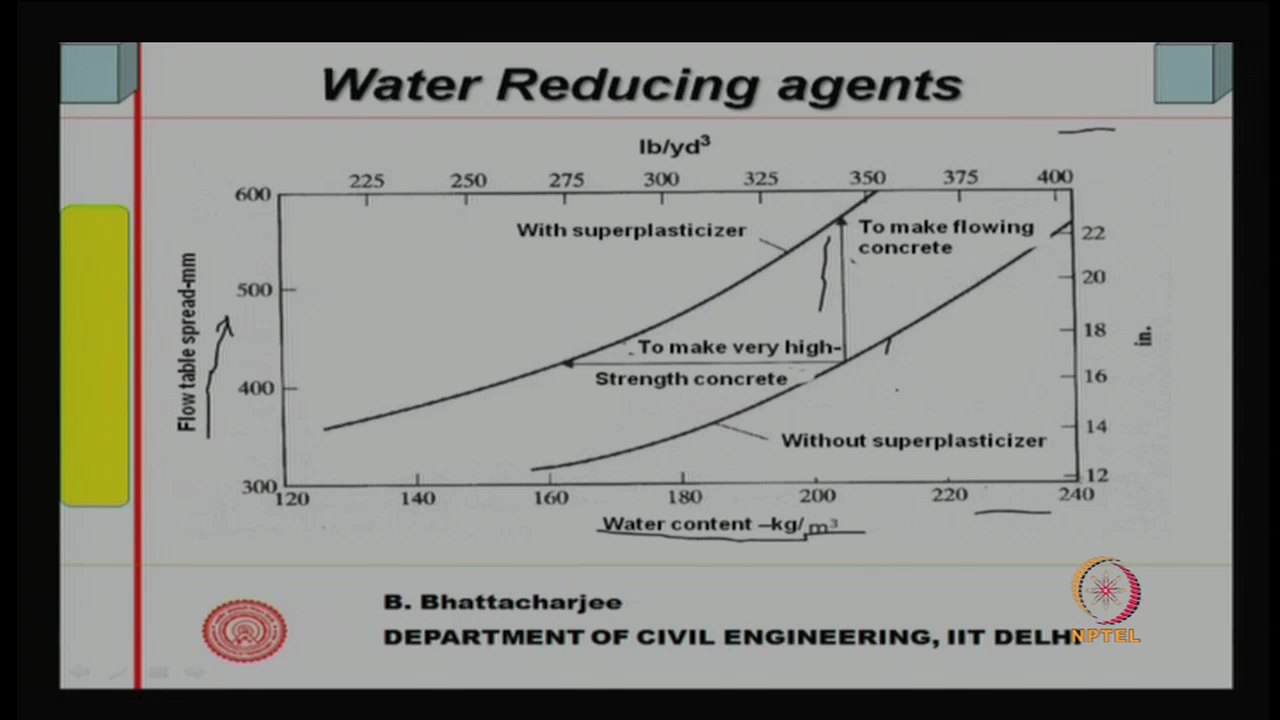 Water Reducing agents
lb/yd³
225 250 275 300 325 350 375 400
600
With superplasticizer
To make flowing
concrete
22
500
20
Flow table spread-mm
18
in.
To make very high-
Strength concrete
16
400
14
Without superplasticizer
300
12
120 140 160 180 200 220 240
Water content –kg/m³
B. Bhattacharjee
DEPARTMENT OF CIVIL ENGINEERING, IIT DELHI
NPTEL